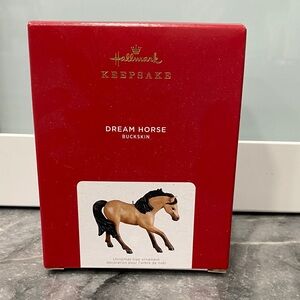 Hallmark
KEEPSAKE
DREAM HORSE
BUCKSKIN
Christmas tree ornament
décoration pour l'arbre de noël